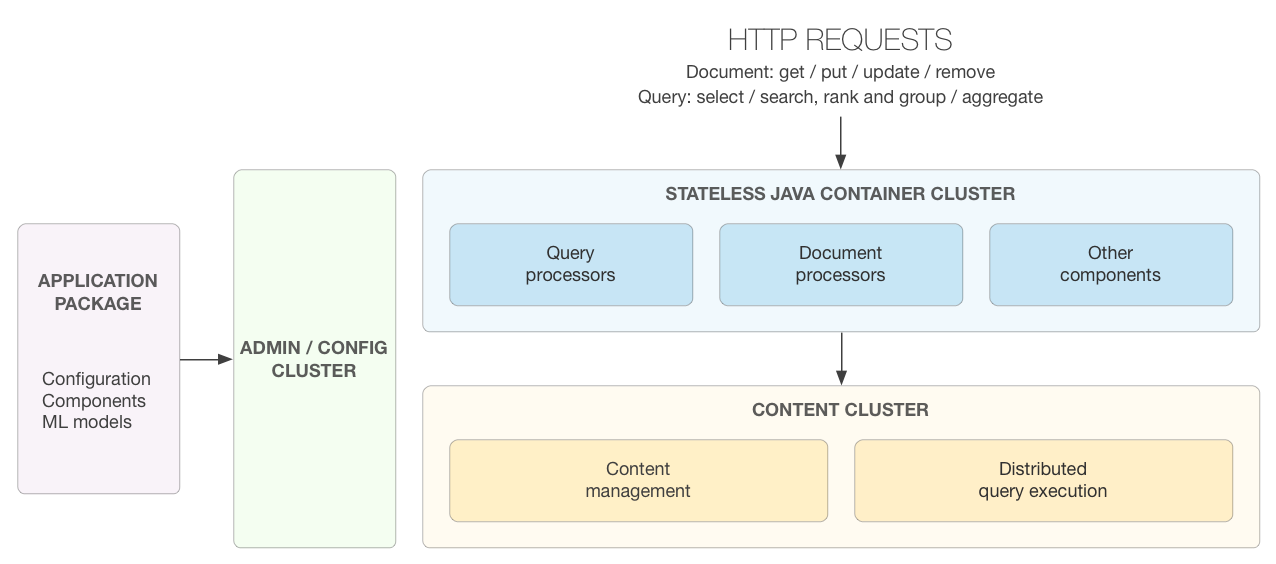 HTTP REQUESTS
Document: get / put / update / remove
Query: select / search, rank and group / aggregate
APPLICATION
PACKAGE
Configuration
Components
ML models
ADMIN / CONFIG
CLUSTER
STATELESS JAVA CONTAINER CLUSTER
Query
processors
Document
processors
Other
components
CONTENT CLUSTER
Content
management
Distributed
query execution